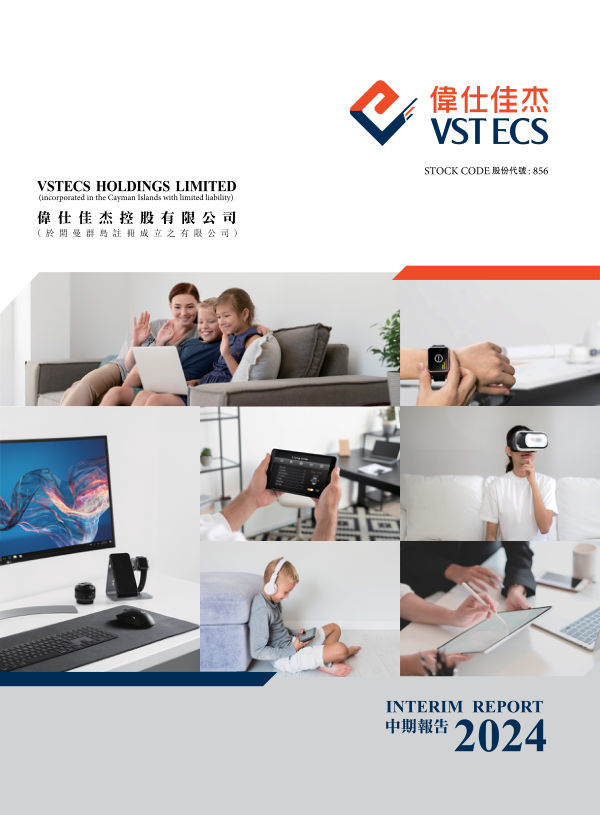 偉仕佳杰
VSTECS
STOCK CODE 股份代號: 856
VSTECS HOLDINGS LIMITED
(incorporated in the Cayman Islands with limited liability)
偉仕佳杰控股有限公司
(於開曼群島註冊成立之有限公司)
INTERIM REPORT
中期報告
2024